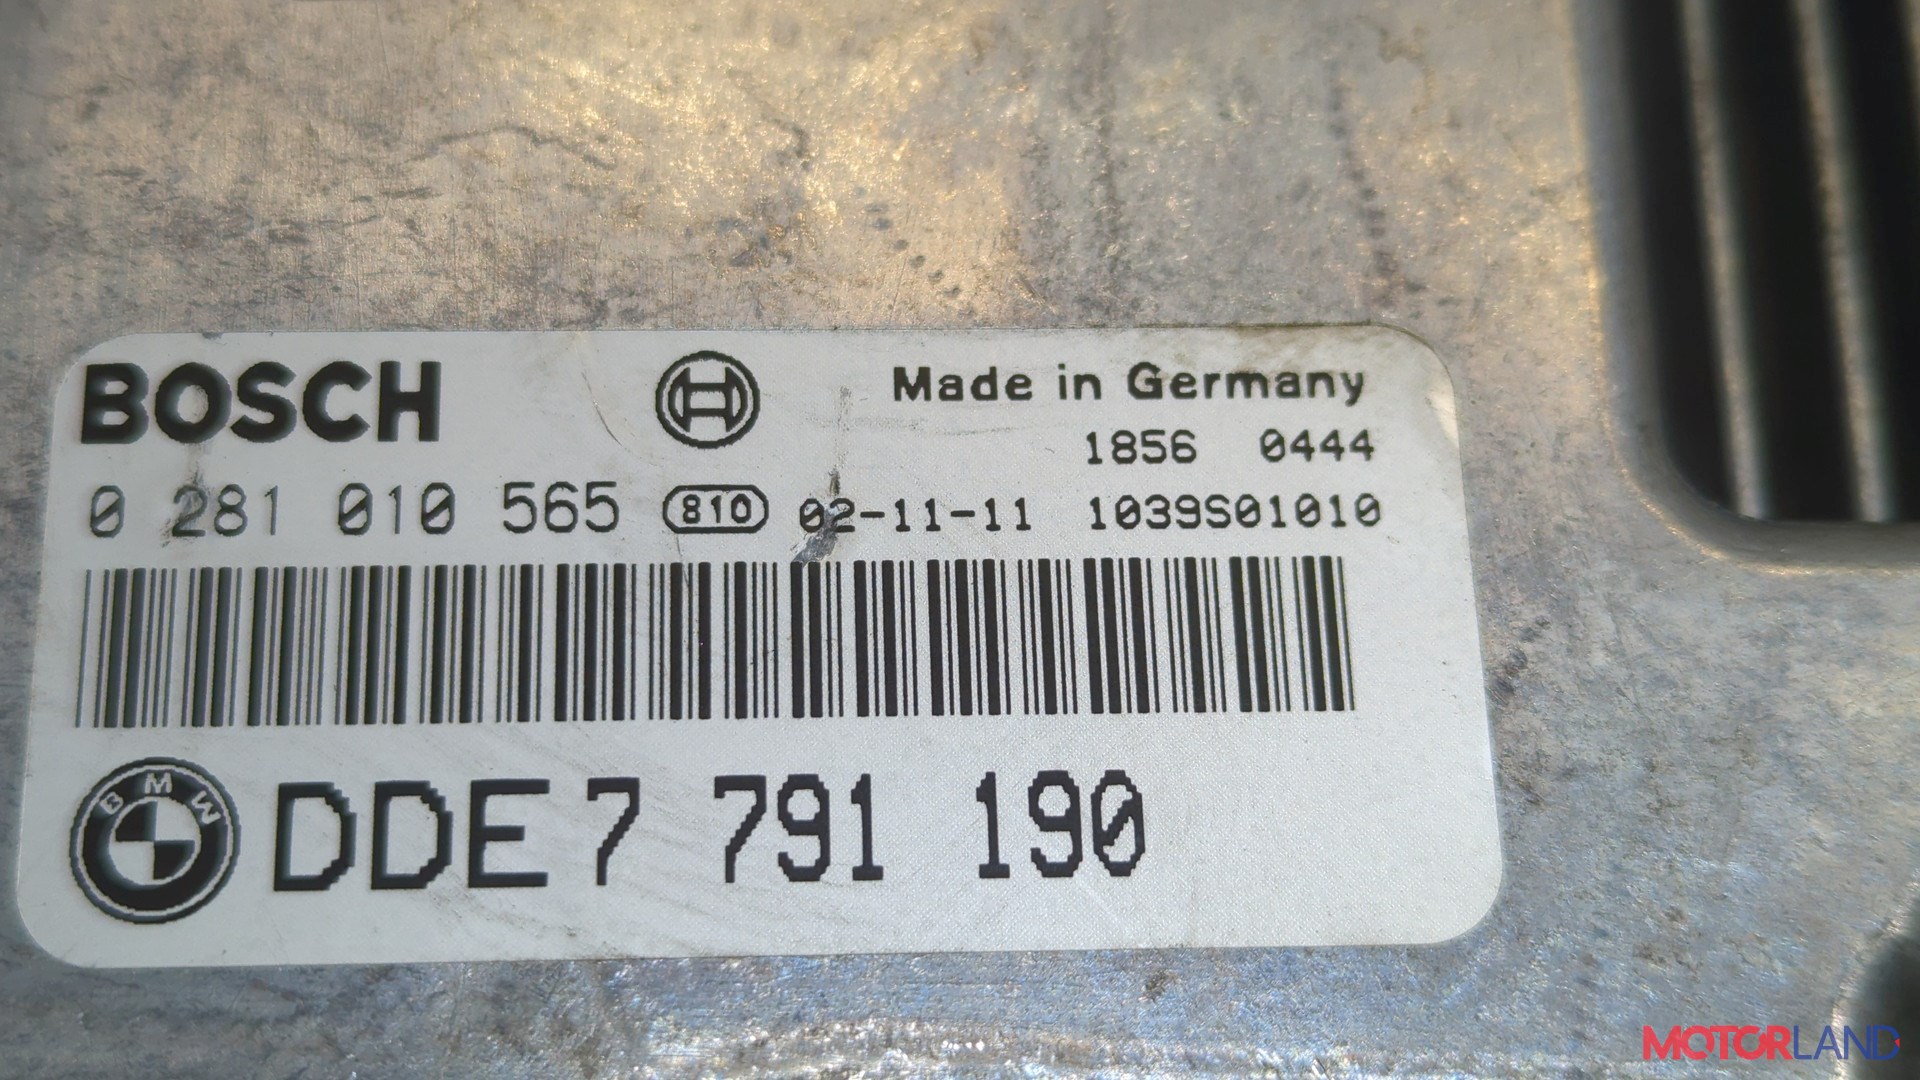 BOSCH Made in Germany
1856 0444
0 281 010 565 810 02-11-11 1039S01010
BMW DDE 7 791 190
MOTORLAND